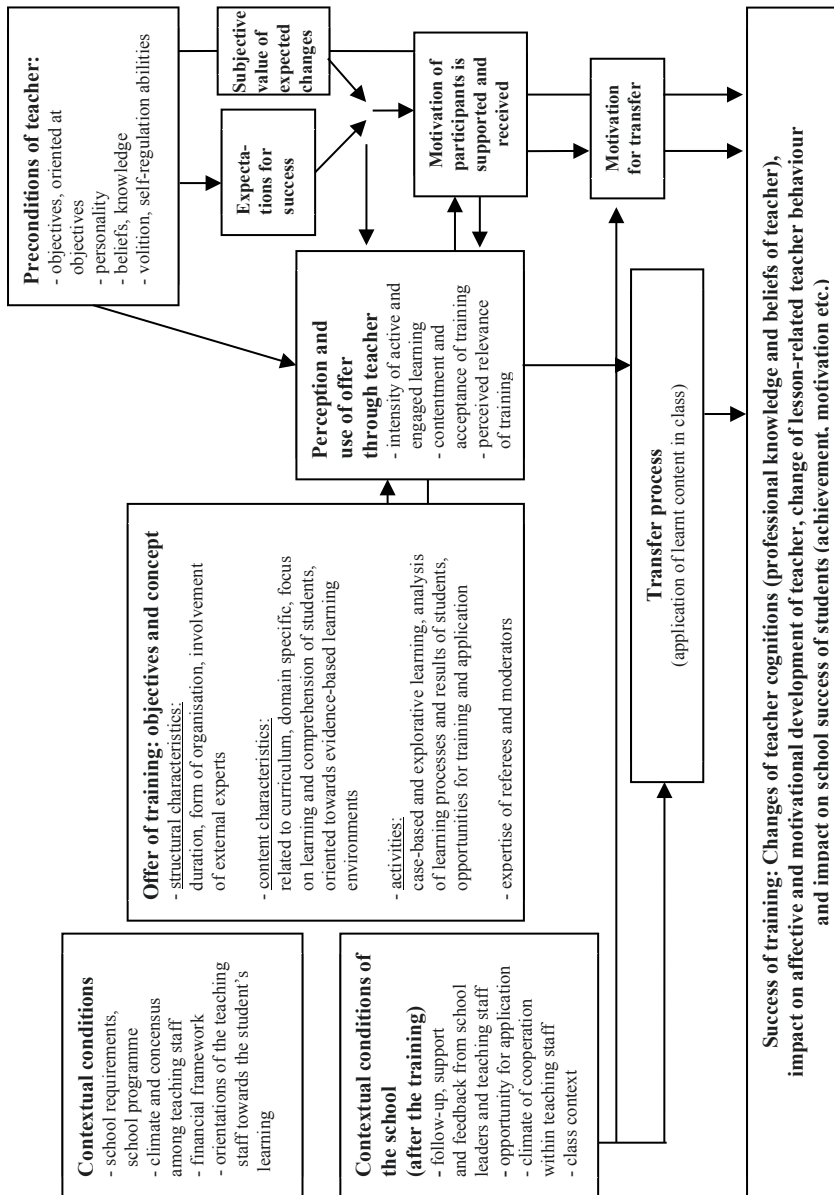 Contextual conditions
- school requirements,
school programme
- climate and consensus
among teaching staff
- financial framework
- orientations of the teaching
staff towards the student's
learning
Offer of training: objectives and concept
- structural characteristics:
duration, form of organisation, involvement
of external experts
- content characteristics:
related to curriculum, domain specific, focus
on learning and comprehension of students,
oriented towards evidence-based learning
environments
- activities:
case-based and explorative learning, analysis
of learning processes and results of students,
opportunities for training and application
- expertise of referees and moderators
Preconditions of teacher:
- objectives, oriented at
objectives
- personality
- beliefs, knowledge
- volition, self-regulation abilities
Expecta-
tions for
success
Subjective
value of
expected
changes
Perception and
use of offer
through teacher
- intensity of active and
engaged learning
- contentment and
acceptance of training
- perceived relevance
of training
Motivation of
participants is
supported and
received
Contextual conditions of
the school
(after the training)
- follow-up, support
and feedback from school
leaders and teaching staff
- opportunity for application
- climate of cooperation
within teaching staff
- class context
Transfer process
(application of learnt content in class)
Motivation
for transfer
Success of training: Changes of teacher cognitions (professional knowledge and beliefs of teacher),
impact on affective and motivational development of teacher, change of lesson-related teacher behaviour
and impact on school success of students (achievement, motivation etc.)